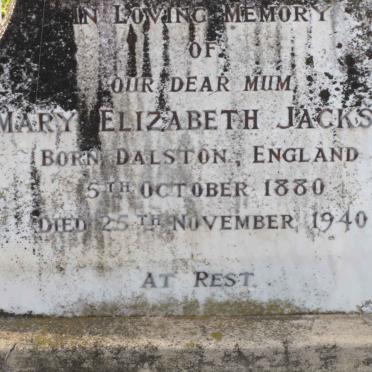 In Loving Memory
of
our dear mum
Mary Elizabeth Jacks
Born Dalston, England
5th October 1880
Died 25th November 1940
At Rest